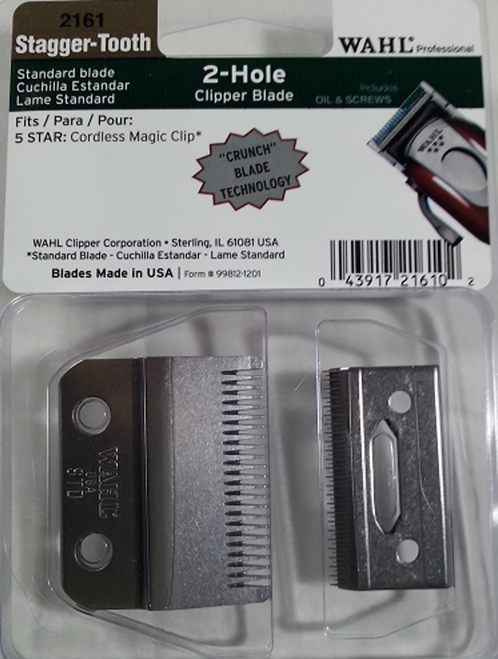 2161
Stagger-Tooth
WAHL® Professional
Standard blade
Cuchilla Estandar
Lame Standard
2-Hole
Clipper Blade
Includes
OIL & SCREWS
Fits / Para / Pour:
5 STAR: Cordless Magic Clip*
"CRUNCH"
BLADE
TECHNOLOGY
WAHL
WAHL Clipper Corporation • Sterling, IL 61081 USA
*Standard Blade - Cuchilla Estandar - Lame Standard
Blades Made in USA | Form # 99812-1201
0 43917 21610 2
WAHL
USA